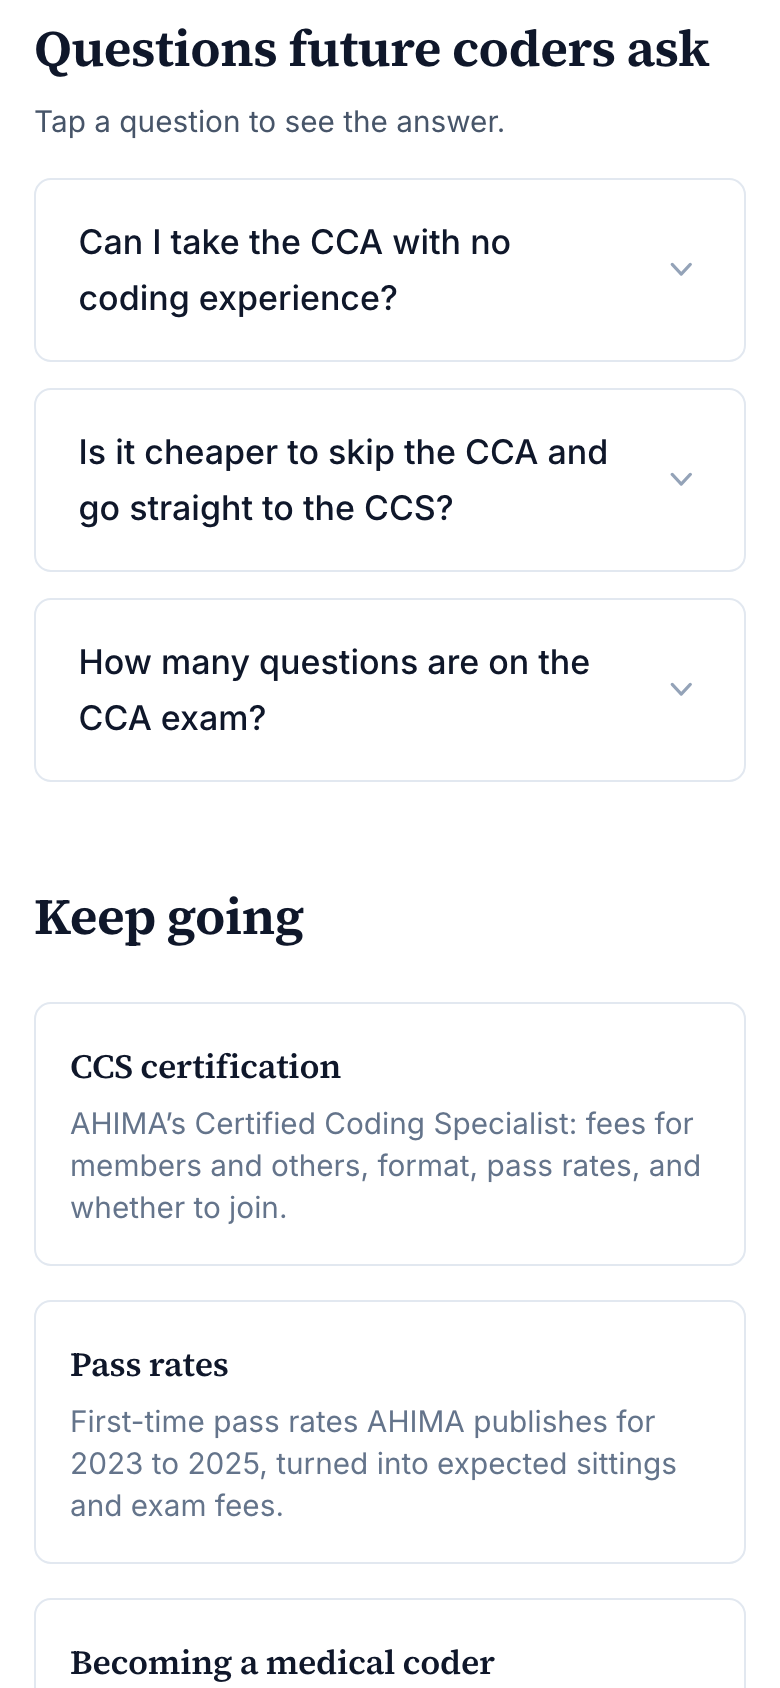 Questions future coders ask
Tap a question to see the answer.
Can I take the CCA with no
coding experience?
Is it cheaper to skip the CCA and
go straight to the CCS?
How many questions are on the
CCA exam?
Keep going
CCS certification
AHIMA’s Certified Coding Specialist: fees for
members and others, format, pass rates, and
whether to join.
Pass rates
First-time pass rates AHIMA publishes for
2023 to 2025, turned into expected sittings
and exam fees.
Becoming a medical coder